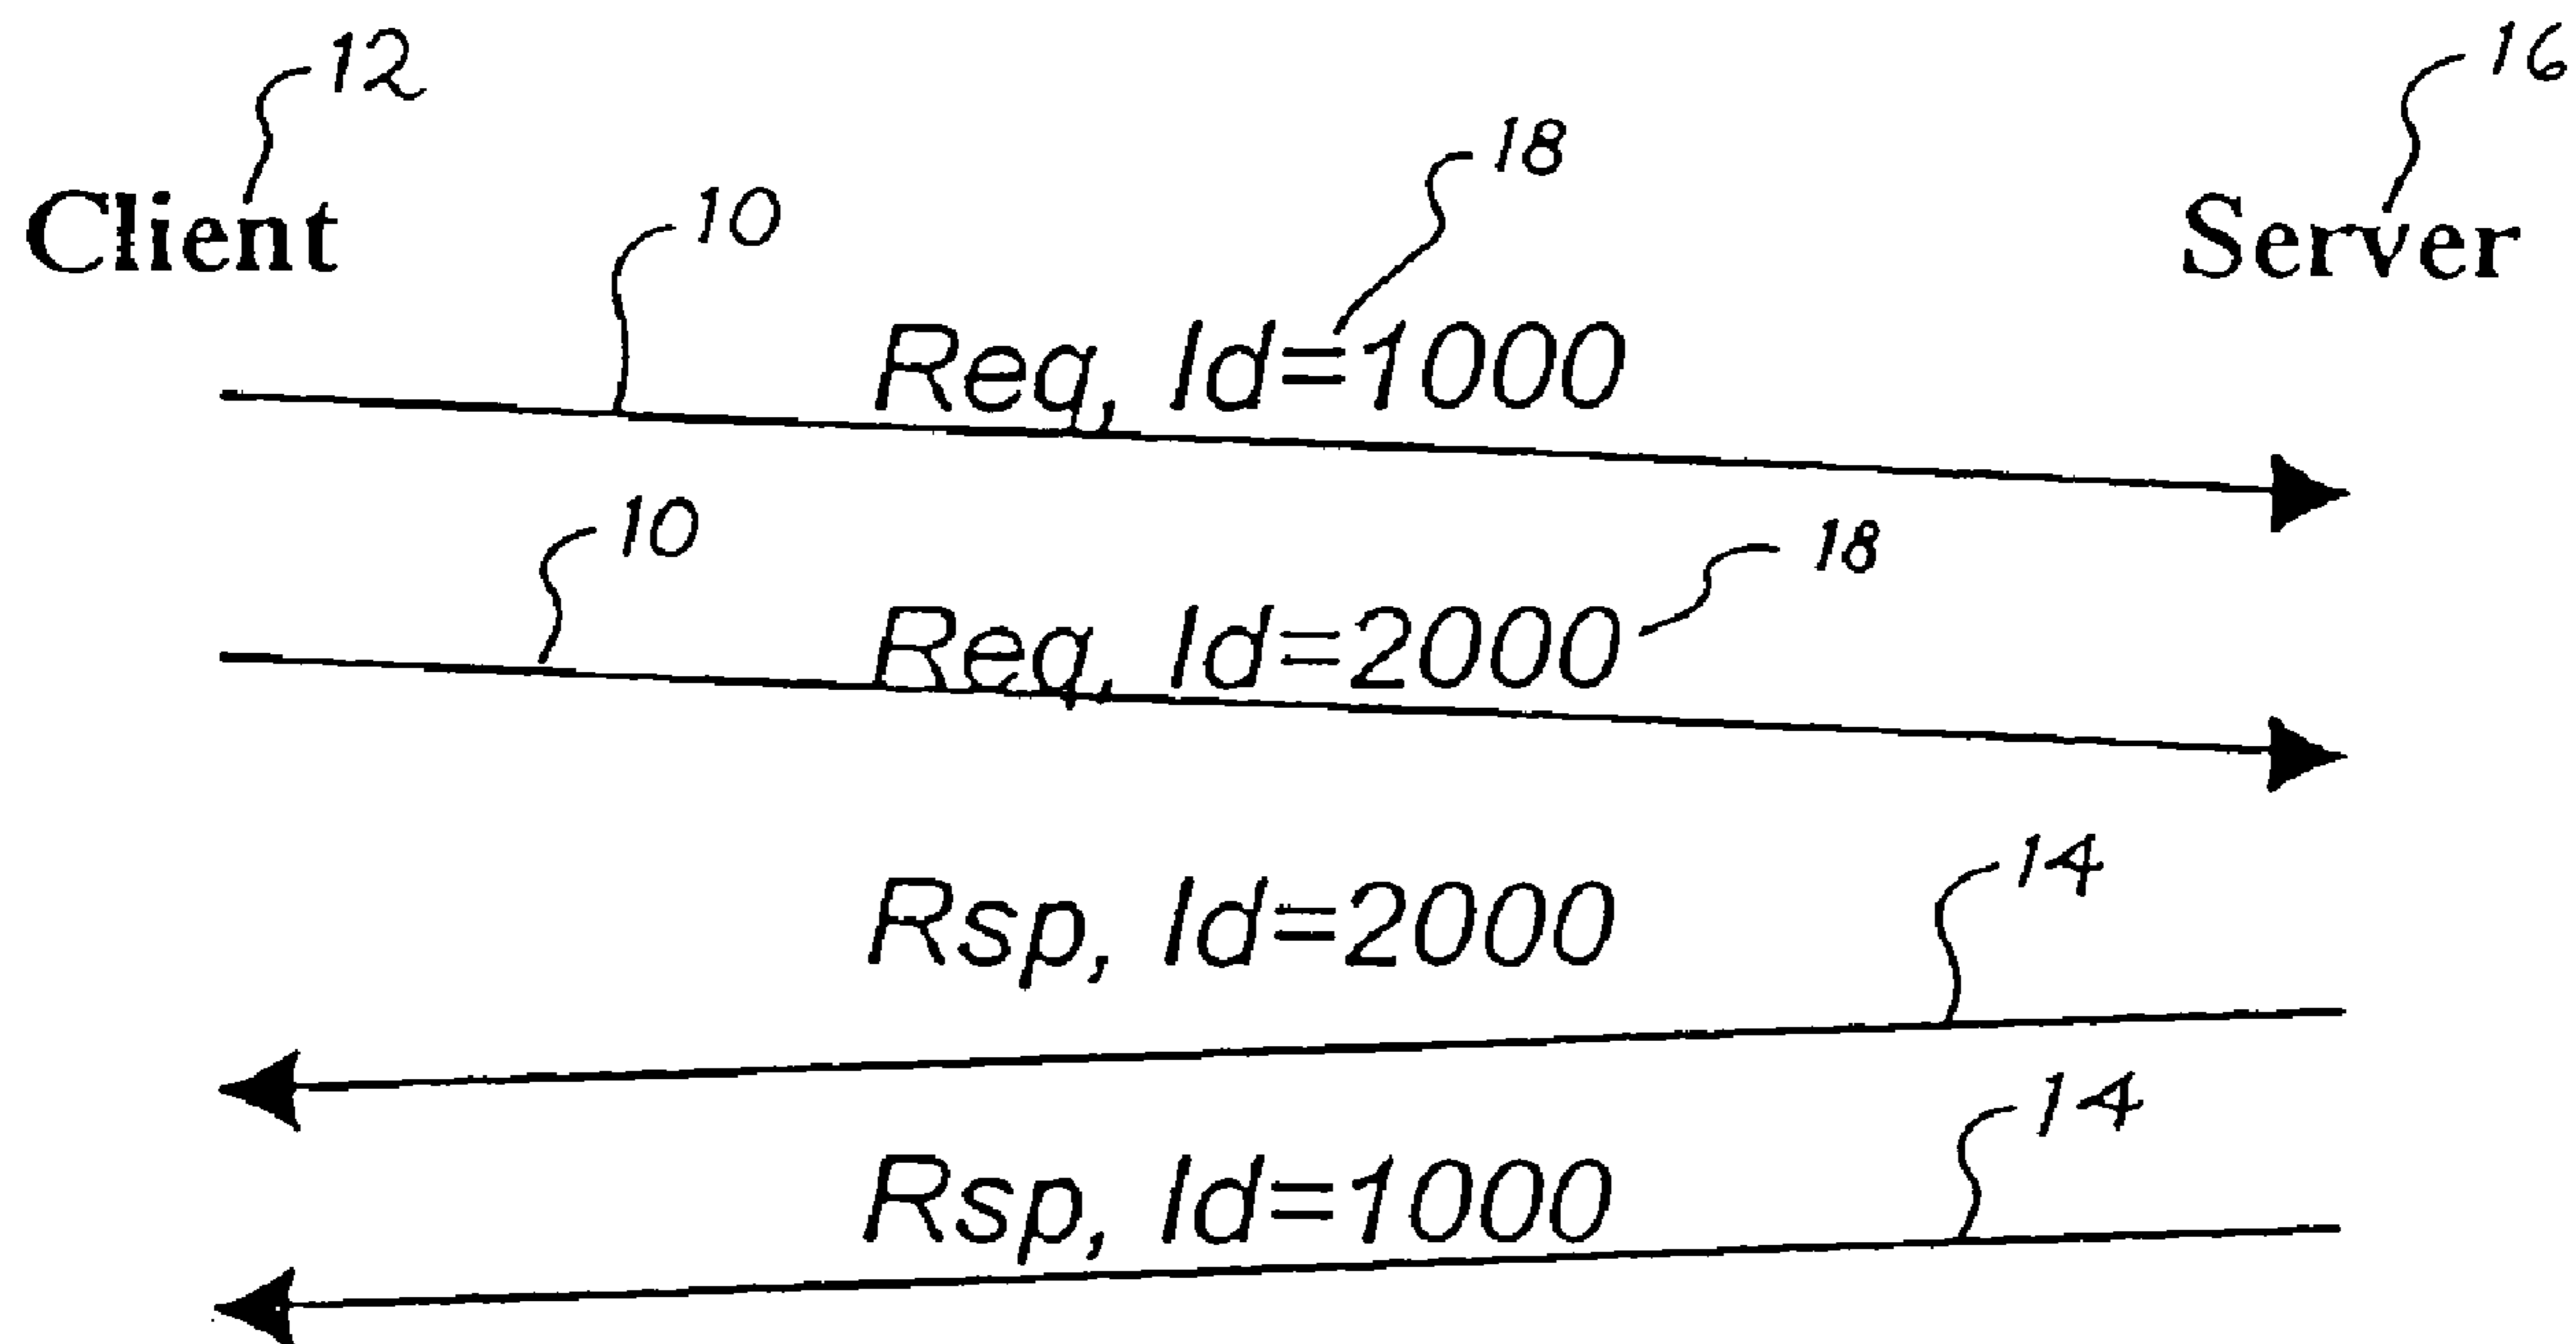 12
16
18
Client
10
Server
Req, Id=1000
10
18
Req, Id=2000
14
Rsp, Id=2000
14
Rsp, Id=1000